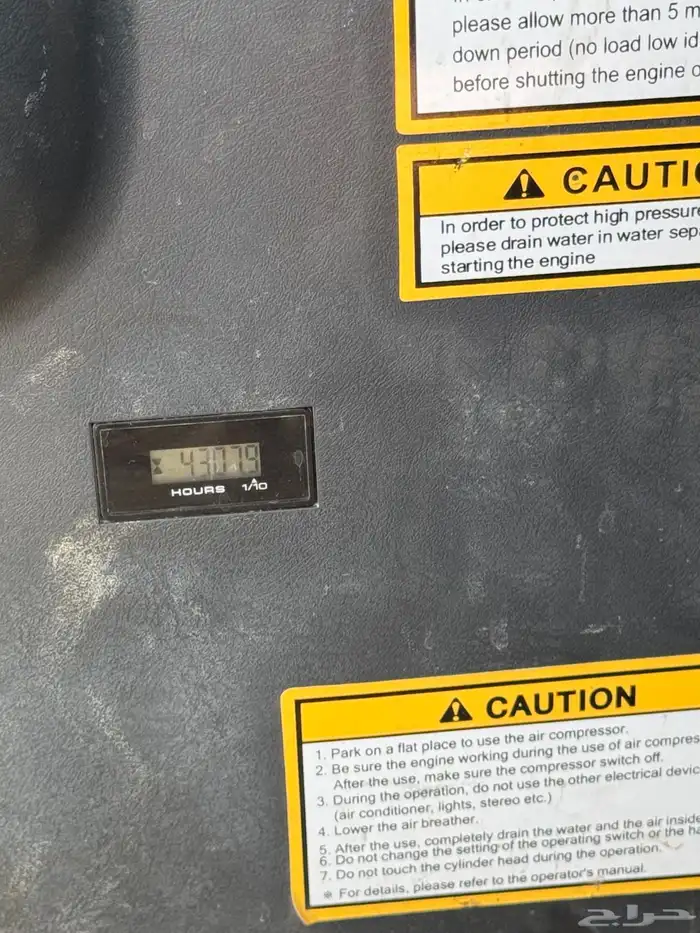 please allow more than 5 m
down period (no load low id
before shutting the engine o
CAUTIO
In order to protect high pressure
please drain water in water sepa
starting the engine
43079
HOURS 1/10
CAUTION
1. Park on a flat place to use the air compressor.
2. Be sure the engine working during the use of air compres
After the use, make sure the compressor switch off.
3. During the operation, do not use the other electrical devic
(air conditioner, lights, stereo etc.)
4. Lower the air breather.
5. After the use, completely drain the water and the air inside
6. Do not change the setting of the operating switch or the ha
7. Do not touch the cylinder head during the operation.
※ For details, please refer to the operator's manual.
حراج